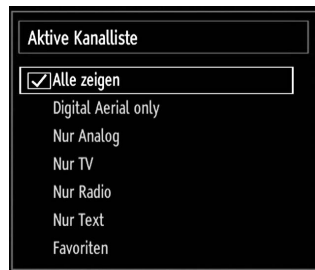 Aktive Kanalliste
Alle zeigen
Digital Aerial only
Nur Analog
Nur TV
Nur Radio
Nur Text
Favoriten